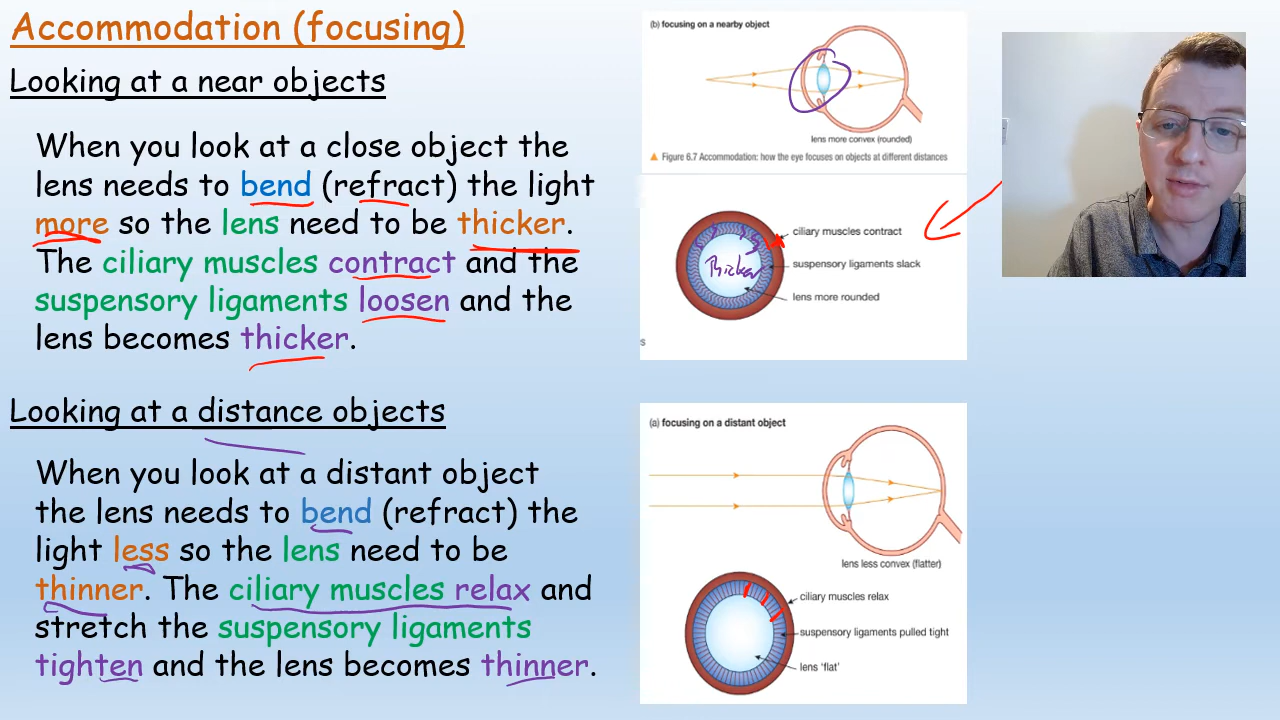 Accommodation (focusing)
Looking at a near objects
When you look at a close object the
lens needs to bend (refract) the light
more so the lens need to be thicker.
The ciliary muscles contract and the
suspensory ligaments loosen and the
lens becomes thicker.
Looking at a distance objects
When you look at a distant object
the lens needs to bend (refract) the
light less so the lens need to be
thinner. The ciliary muscles relax and
stretch the suspensory ligaments
tighten and the lens becomes thinner.
(b) focusing on a nearby object
lens more convex (rounded)
Figure 6.7 Accommodation: how the eye focuses on objects at different distances
ciliary muscles contract
suspensory ligaments slack
Thicker
lens more rounded
s
(a) focusing on a distant object
lens less convex (flatter)
ciliary muscles relax
suspensory ligaments pulled tight
lens 'flat'